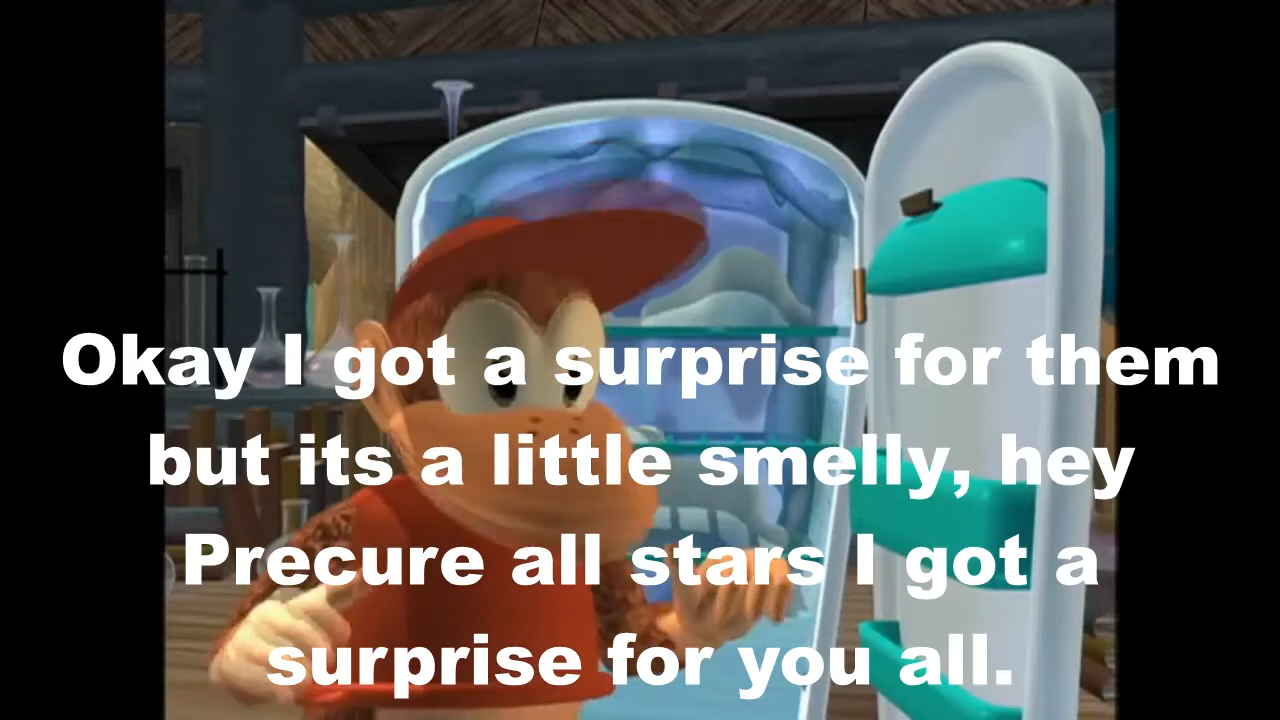 Okay I got a surprise for them
but its a little smelly, hey
Precure all stars I got a
surprise for you all.